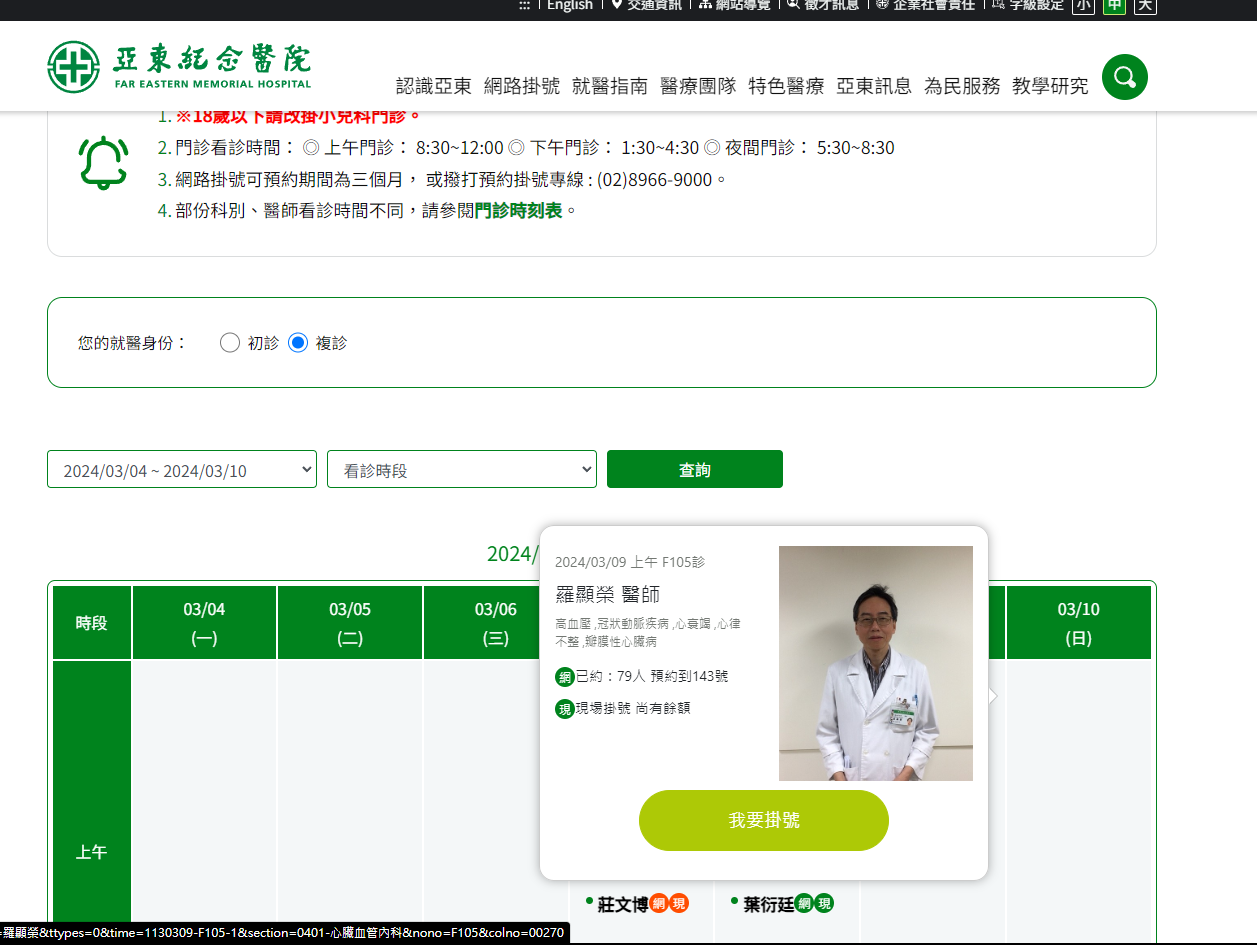 English 交通資訊 網站導覽 徵才訊息 企業社會責任 字級設定 小 中 大
亞東紀念醫院
FAR EASTERN MEMORIAL HOSPITAL
認識亞東 網路掛號 就醫指南 醫療團隊 特色醫療 亞東訊息 為民服務 教學研究
1. ※18歲以下請改掛小兒科門診。
2. 門診看診時間： ◎ 上午門診： 8:30~12:00 ◎ 下午門診： 1:30~4:30 ◎ 夜間門診： 5:30~8:30
3. 網路掛號可預約期間為三個月， 或撥打預約掛號專線 : (02)8966-9000。
4. 部份科別、醫師看診時間不同，請參閱門診時刻表。
您的就醫身份： 初診 複診
2024/03/04 ~ 2024/03/10 看診時段 查詢
2024/
時段
03/04
(一)
03/05
(二)
03/06
(三)
03/10
(日)
2024/03/09 上午 F105診
羅顯榮 醫師
高血壓 ,冠狀動脈疾病 ,心衰竭 ,心律
不整 ,瓣膜性心臟病
網已約：79人 預約到143號
現現場掛號 尚有餘額
我要掛號
上午
莊文博網現 葉衍廷網現
=羅顯榮&ttypes=0&time=1130309-F105-1&section=0401-心臟血管內科&nono=F105&colno=00270